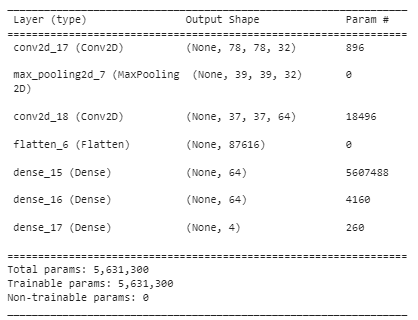 Layer (type) Output Shape Param #
conv2d_17 (Conv2D) (None, 78, 78, 32) 896
max_pooling2d_7 (MaxPooling (None, 39, 39, 32) 0
2D)
conv2d_18 (Conv2D) (None, 37, 37, 64) 18496
flatten_6 (Flatten) (None, 87616) 0
dense_15 (Dense) (None, 64) 5607488
dense_16 (Dense) (None, 64) 4160
dense_17 (Dense) (None, 4) 260
Total params: 5,631,300
Trainable params: 5,631,300
Non-trainable params: 0